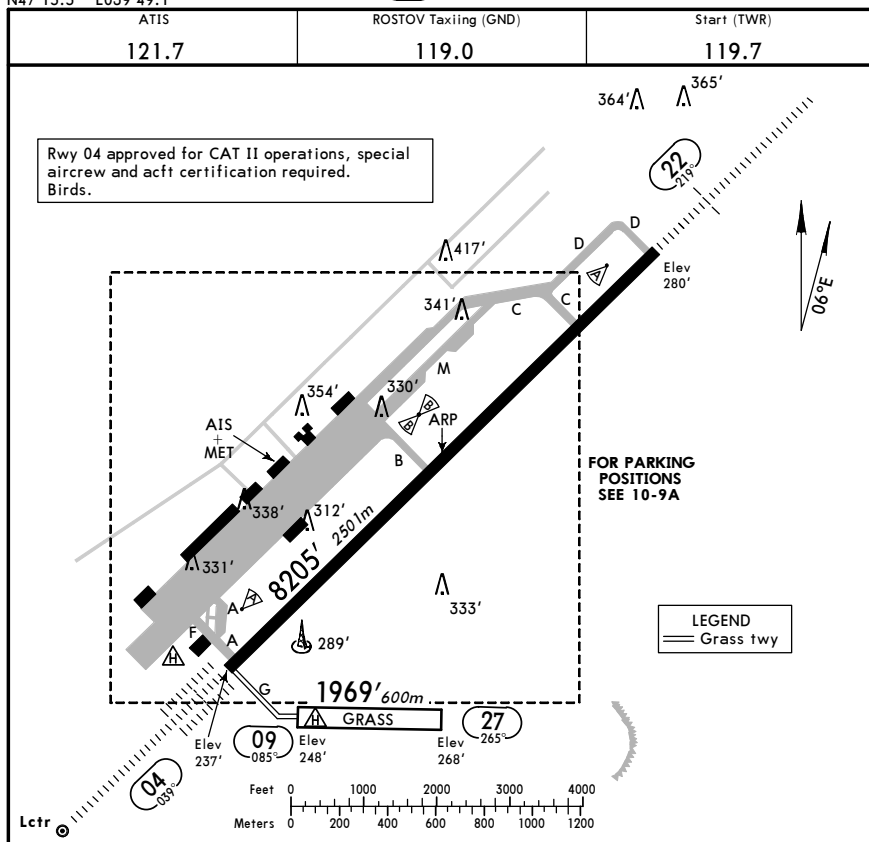 ATIS
121.7
ROSTOV Taxiing (GND)
119.0
Start (TWR)
119.7
364'
365'
Rwy 04 approved for CAT II operations, special
aircrew and acft certification required.
Birds.
22
219°
D
D
417'
A
Elev
280'
06°E
341'
C
C
M
354'
330'
B
B
ARP
AIS
+
MET
B
FOR PARKING
POSITIONS
SEE 10-9A
338'
312'
8205' 2501m
331'
333'
A
A
F
A
H
289'
LEGEND
Grass twy
G
1969' 600m
H GRASS
27
265°
09
085°
Elev
248'
Elev
268'
Elev
237'
04
039°
Feet 0 1000 2000 3000 4000
Meters 0 200 400 600 800 1000 1200
Lctr